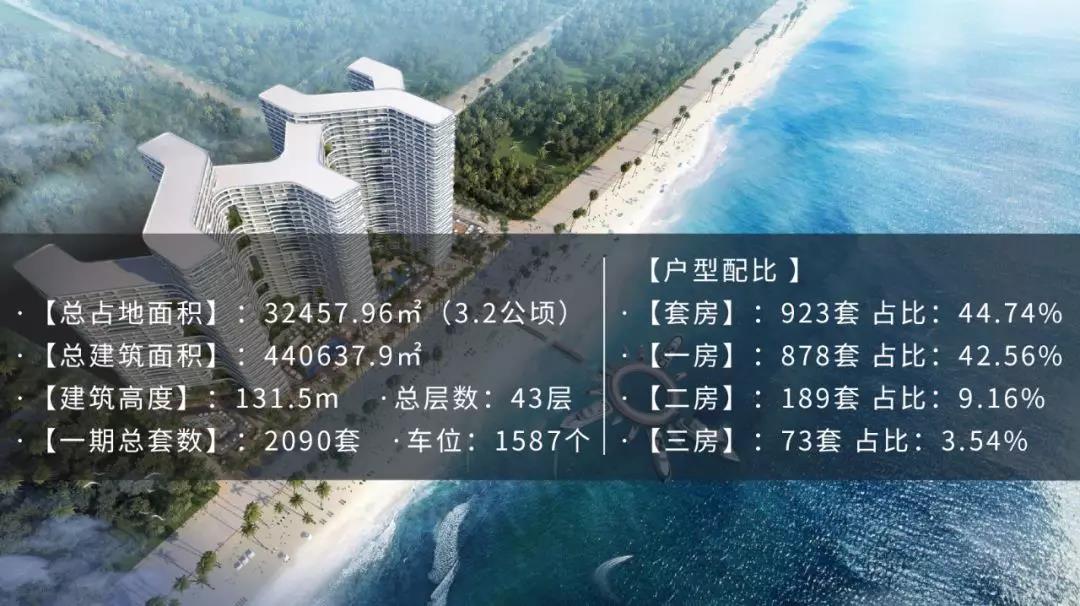 ·【总占地面积】：32457.96㎡（3.2公顷）
·【总建筑面积】：440637.9㎡
·【建筑高度】：131.5m ·总层数：43层
·【一期总套数】：2090套 ·车位：1587个
【户型配比 】
·【套房】：923套 占比：44.74%
·【一房】：878套 占比：42.56%
·【二房】：189套 占比：9.16%
·【三房】：73套 占比：3.54%